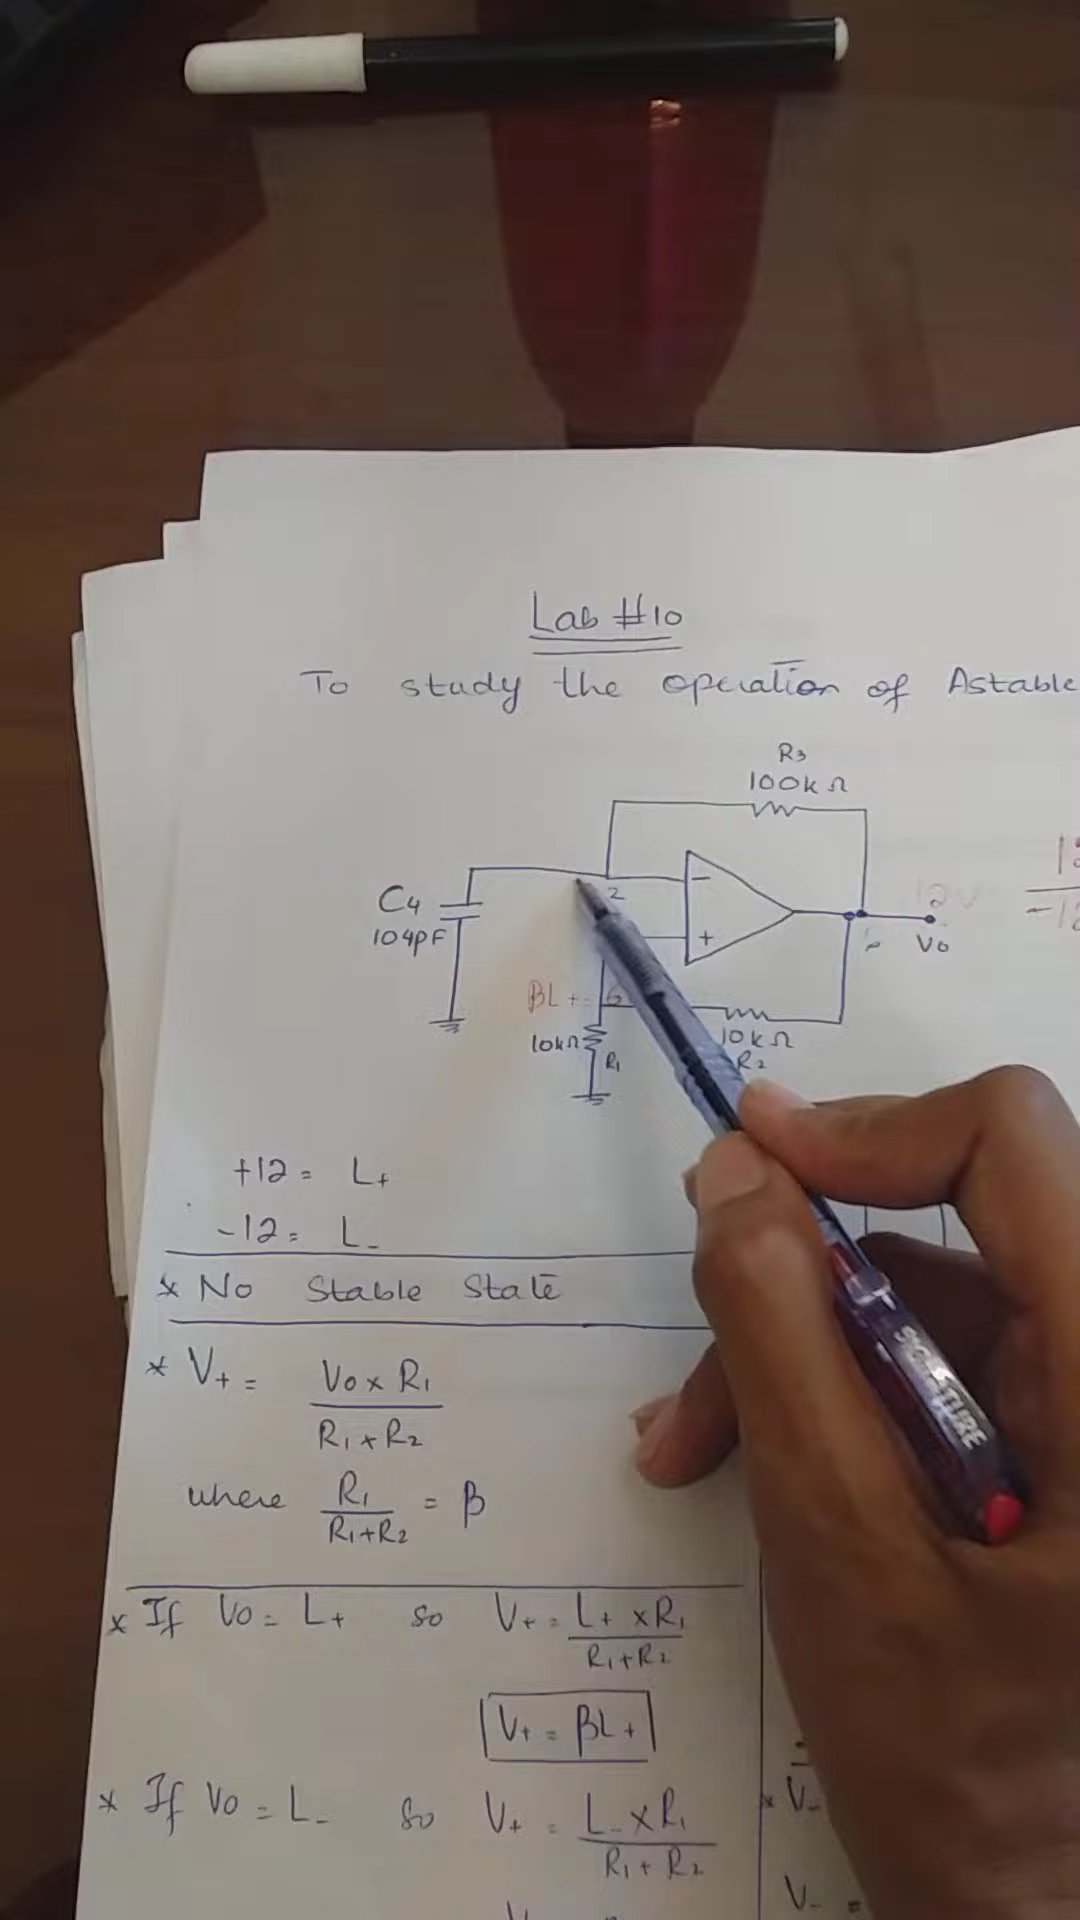 Lab #10
To study the operation of Astable
R3
100kΩ
C4
104pF
2
-
+
12V
Vo
βL+
10kΩ
R1
10kΩ
R2
+12 = L+
-12 = L-
* No Stable State
* V+ = Vo x R1
R1 + R2
where R1 = β
R1+R2
* If Vo = L+ so V+ = L+ x R1
R1 + R2
V+ = βL+
* If Vo = L- so V+ = L- x R1
R1 + R2
* V-
V- =
SIGNATURE